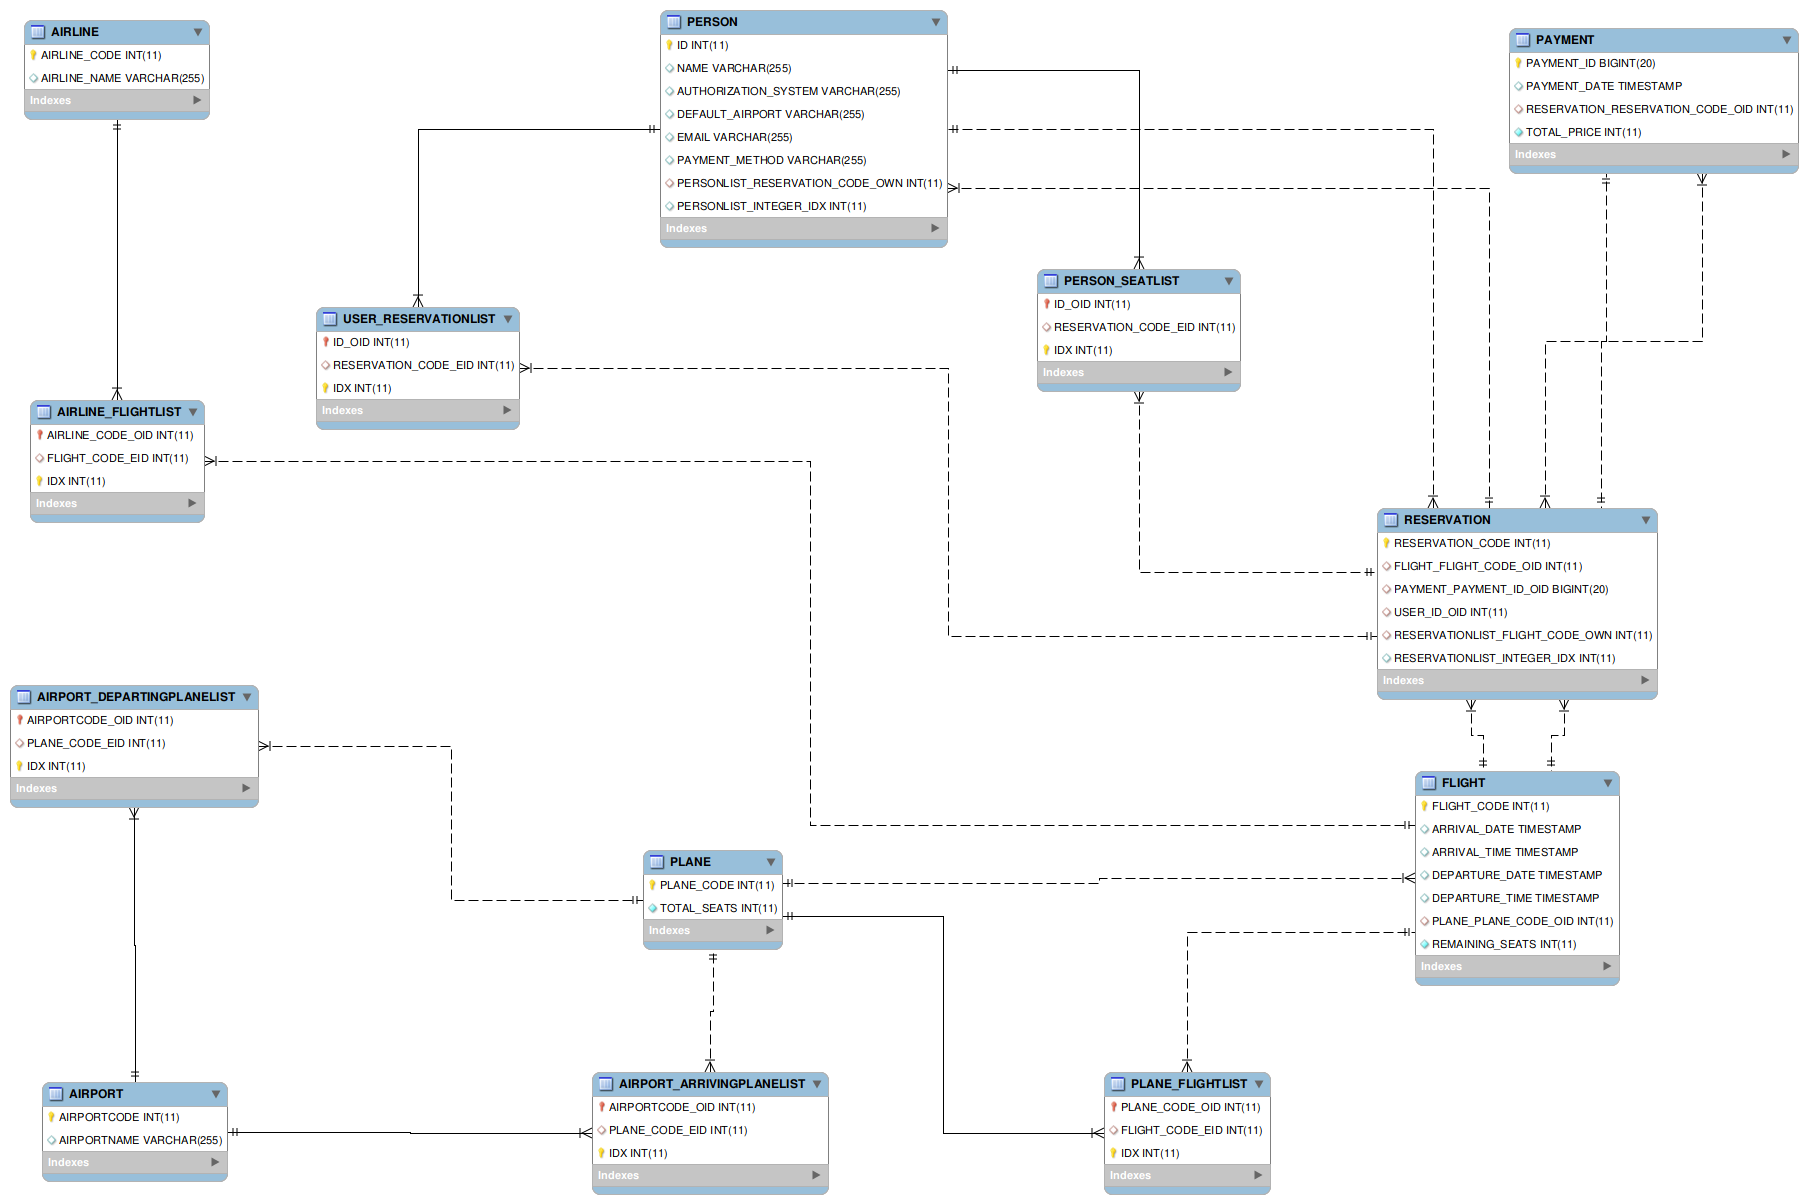 AIRLINE
AIRLINE_CODE INT(11)
AIRLINE_NAME VARCHAR(255)
Indexes
PERSON
ID INT(11)
NAME VARCHAR(255)
AUTHORIZATION_SYSTEM VARCHAR(255)
DEFAULT_AIRPORT VARCHAR(255)
EMAIL VARCHAR(255)
PAYMENT_METHOD VARCHAR(255)
PERSONLIST_RESERVATION_CODE_OWN INT(11)
PERSONLIST_INTEGER_IDX INT(11)
Indexes
PAYMENT
PAYMENT_ID BIGINT(20)
PAYMENT_DATE TIMESTAMP
RESERVATION_RESERVATION_CODE_OID INT(11)
TOTAL_PRICE INT(11)
Indexes
USER_RESERVATIONLIST
ID_OID INT(11)
RESERVATION_CODE_EID INT(11)
IDX INT(11)
Indexes
PERSON_SEATLIST
ID_OID INT(11)
RESERVATION_CODE_EID INT(11)
IDX INT(11)
Indexes
AIRLINE_FLIGHTLIST
AIRLINE_CODE_OID INT(11)
FLIGHT_CODE_EID INT(11)
IDX INT(11)
Indexes
RESERVATION
RESERVATION_CODE INT(11)
FLIGHT_FLIGHT_CODE_OID INT(11)
PAYMENT_PAYMENT_ID_OID BIGINT(20)
USER_ID_OID INT(11)
RESERVATIONLIST_FLIGHT_CODE_OWN INT(11)
RESERVATIONLIST_INTEGER_IDX INT(11)
Indexes
AIRPORT_DEPARTINGPLANELIST
AIRPORTCODE_OID INT(11)
PLANE_CODE_EID INT(11)
IDX INT(11)
Indexes
PLANE
PLANE_CODE INT(11)
TOTAL_SEATS INT(11)
Indexes
FLIGHT
FLIGHT_CODE INT(11)
ARRIVAL_DATE TIMESTAMP
ARRIVAL_TIME TIMESTAMP
DEPARTURE_DATE TIMESTAMP
DEPARTURE_TIME TIMESTAMP
PLANE_PLANE_CODE_OID INT(11)
REMAINING_SEATS INT(11)
Indexes
AIRPORT
AIRPORTCODE INT(11)
AIRPORTNAME VARCHAR(255)
Indexes
AIRPORT_ARRIVINGPLANELIST
AIRPORTCODE_OID INT(11)
PLANE_CODE_EID INT(11)
IDX INT(11)
Indexes
PLANE_FLIGHTLIST
PLANE_CODE_OID INT(11)
FLIGHT_CODE_EID INT(11)
IDX INT(11)
Indexes